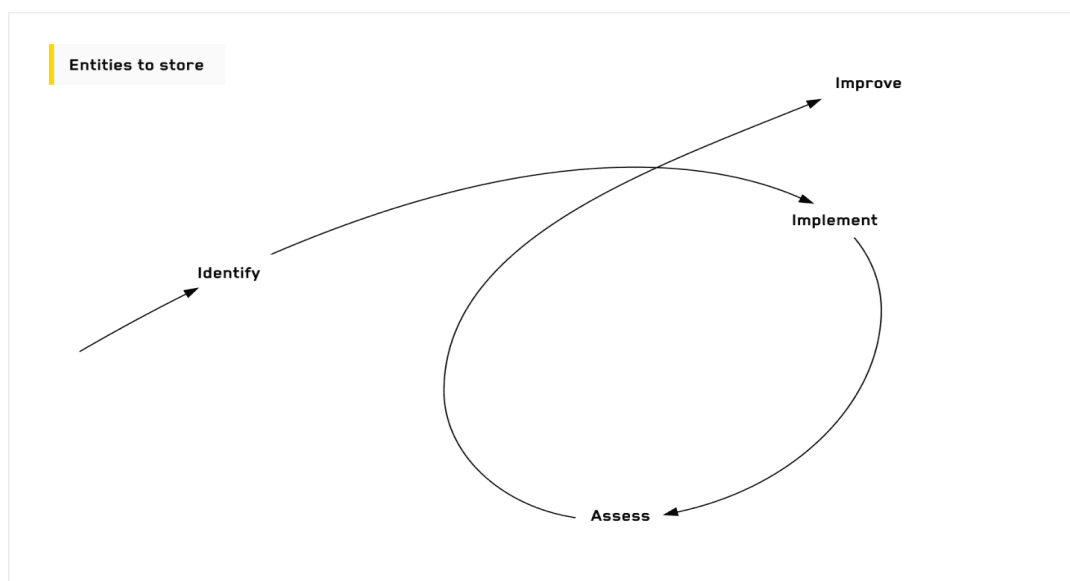 Entities to store
Improve
Implement
Identify
Assess